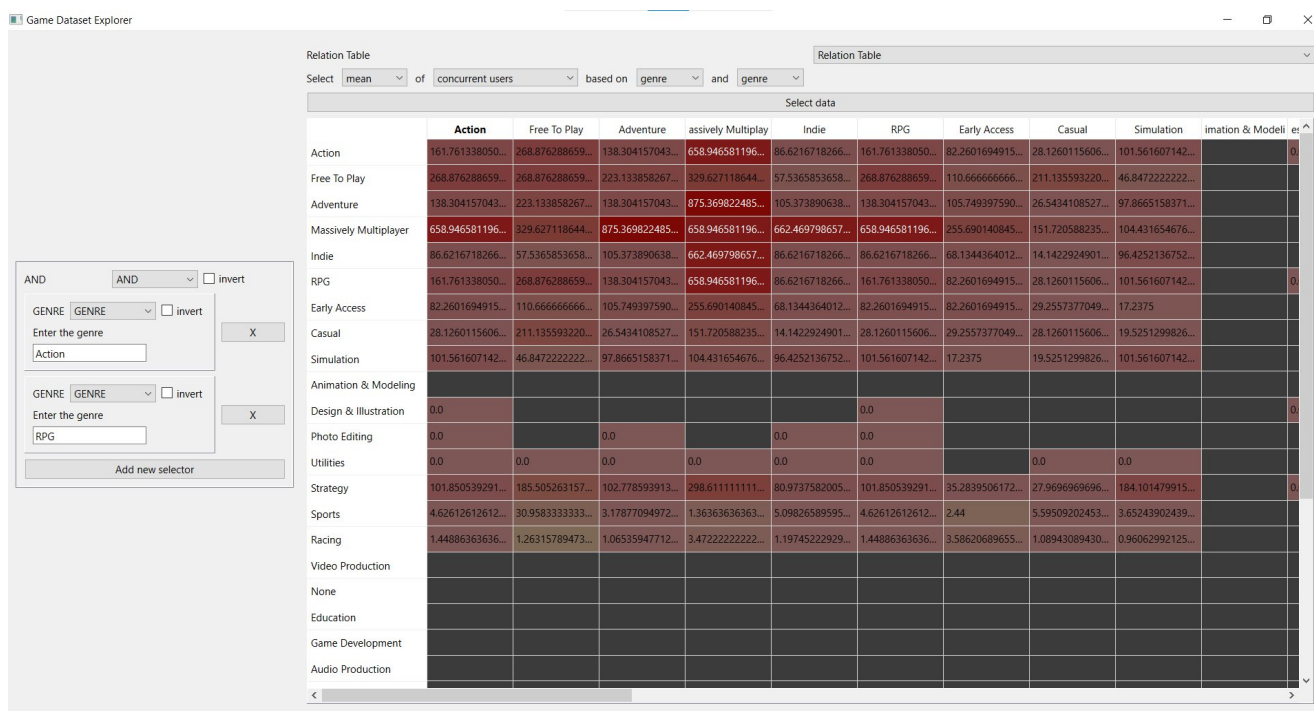 Game Dataset Explorer
Relation Table Relation Table
Select mean of concurrent users based on genre and genre
Select data
Action Free To Play Adventure assively Multiplay Indie RPG Early Access Casual Simulation imation & Modeli es
Action 161.761338050... 268.876288659... 138.304157043... 658.946581196... 86.6216718266... 161.761338050... 82.2601694915... 28.1260115606... 101.561607142... 0.
Free To Play 268.876288659... 268.876288659... 223.133858267... 329.627118644... 57.5365853658... 268.876288659... 110.666666666... 211.135593220... 46.8472222222...
Adventure 138.304157043... 223.133858267... 138.304157043... 875.369822485... 105.373890638... 138.304157043... 105.749397590... 26.5434108527... 97.8665158371...
Massively Multiplayer 658.946581196... 329.627118644... 875.369822485... 658.946581196... 662.469798657... 658.946581196... 255.690140845... 151.720588235... 104.431654676...
Indie 86.6216718266... 57.5365853658... 105.373890638... 662.469798657... 86.6216718266... 86.6216718266... 68.1344364012... 14.1422924901... 96.4252136752...
RPG 161.761338050... 268.876288659... 138.304157043... 658.946581196... 86.6216718266... 161.761338050... 82.2601694915... 28.1260115606... 101.561607142... 0.
Early Access 82.2601694915... 110.666666666... 105.749397590... 255.690140845... 68.1344364012... 82.2601694915... 82.2601694915... 29.2557377049... 17.2375
Casual 28.1260115606... 211.135593220... 26.5434108527... 151.720588235... 14.1422924901... 28.1260115606... 29.2557377049... 28.1260115606... 19.5251299826...
Simulation 101.561607142... 46.8472222222... 97.8665158371... 104.431654676... 96.4252136752... 101.561607142... 17.2375 19.5251299826... 101.561607142...
Animation & Modeling
Design & Illustration 0.0 0.0 0.
Photo Editing 0.0 0.0 0.0 0.0
Utilities 0.0 0.0 0.0 0.0 0.0 0.0 0.0 0.0
Strategy 101.850539291... 185.505263157... 102.778593913... 298.611111111... 80.9737582005... 101.850539291... 35.2839506172... 27.9696969696... 184.101479915... 0.
Sports 4.62612612612... 30.9583333333... 3.17877094972... 1.36363636363... 5.09826589595... 4.62612612612... 2.44 5.59509202453... 3.65243902439...
Racing 1.44886363636... 1.26315789473... 1.06535947712... 3.47222222222... 1.19745222929... 1.44886363636... 3.58620689655... 1.08943089430... 0.96062992125...
Video Production
None
Education
Game Development
Audio Production
AND AND invert
GENRE GENRE invert
Enter the genre X
Action
GENRE GENRE invert
Enter the genre X
RPG
Add new selector